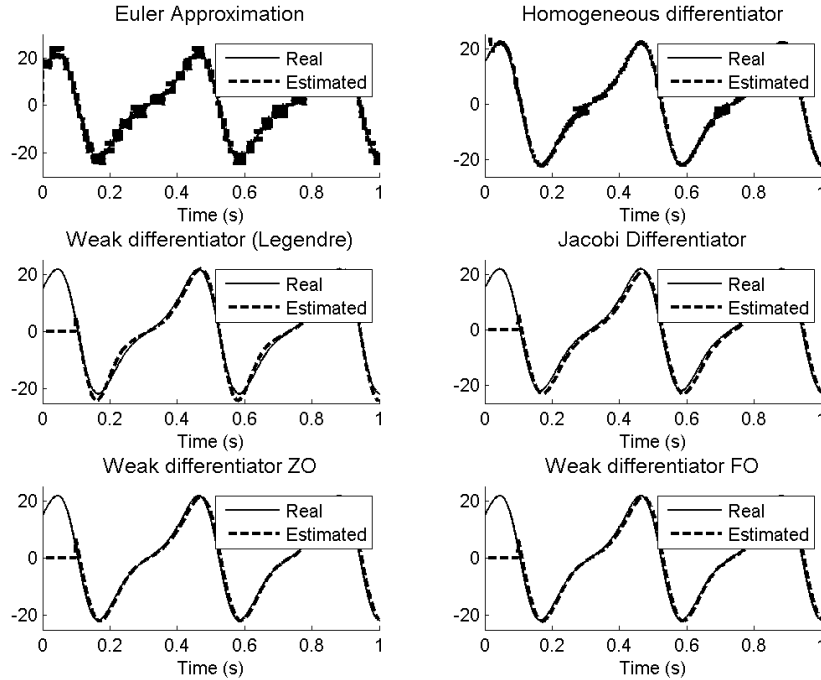 Euler Approximation
20
0
-20
Real
Estimated
0 0.2 0.4 0.6 0.8 1
Time (s)
Homogeneous differentiator
20
0
-20
Real
Estimated
0 0.2 0.4 0.6 0.8 1
Time (s)
Weak differentiator (Legendre)
20
0
-20
Real
Estimated
0 0.2 0.4 0.6 0.8 1
Time (s)
Jacobi Differentiator
20
0
-20
Real
Estimated
0 0.2 0.4 0.6 0.8 1
Time (s)
Weak differentiator ZO
20
0
-20
Real
Estimated
0 0.2 0.4 0.6 0.8 1
Time (s)
Weak differentiator FO
20
0
-20
Real
Estimated
0 0.2 0.4 0.6 0.8 1
Time (s)